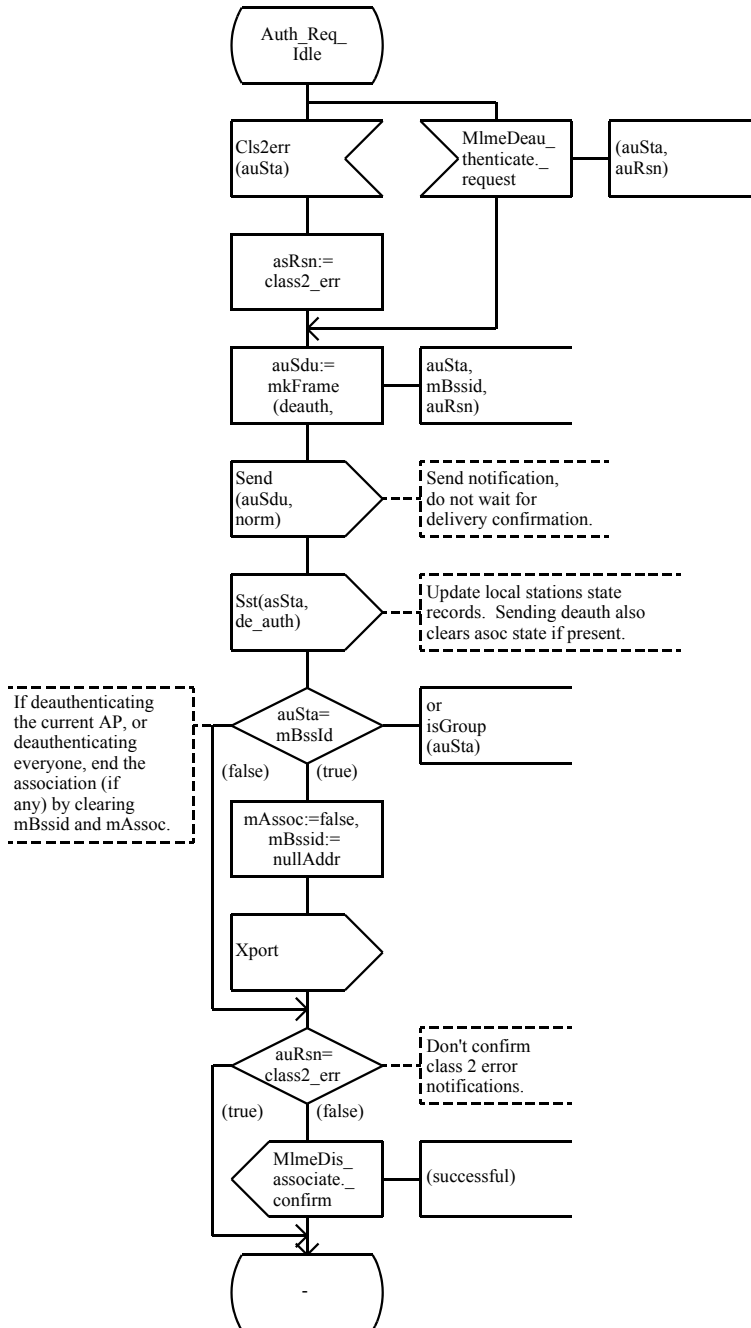 Auth_Req_
Idle
Cls2err
(auSta)
MlmeDeau_
thenticate._
request
(auSta,
auRsn)
asRsn:=
class2_err
auSdu:=
mkFrame
(deauth,
auSta,
mBssid,
auRsn)
Send
(auSdu,
norm)
Send notification,
do not wait for
delivery confirmation.
Sst(asSta,
de_auth)
Update local stations state
records. Sending deauth also
clears asoc state if present.
If deauthenticating
the current AP, or
deauthenticating
everyone, end the
association (if
any) by clearing
mBssid and mAssoc.
auSta=
mBssId
or
isGroup
(auSta)
(false)
(true)
mAssoc:=false,
mBssid:=
nullAddr
Xport
auRsn=
class2_err
Don't confirm
class 2 error
notifications.
(true)
(false)
MlmeDis_
associate._
confirm
(successful)
-